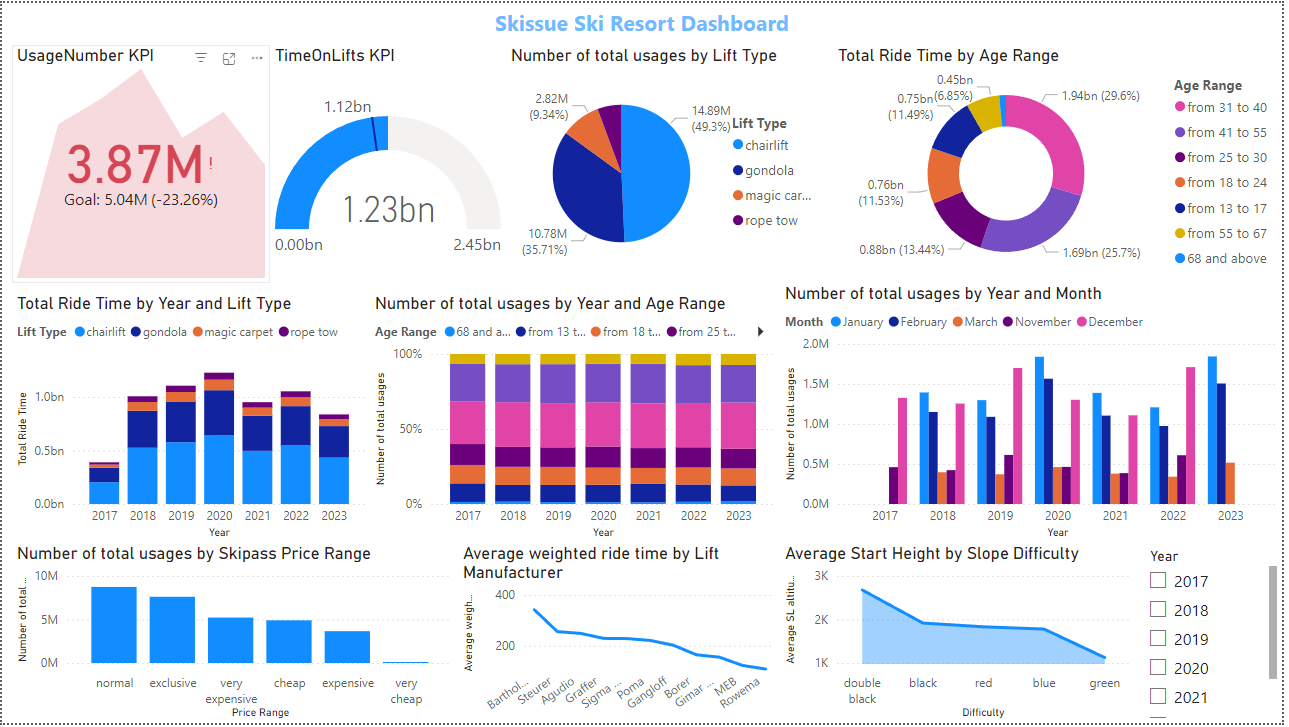 Skissue Ski Resort Dashboard
UsageNumber KPI
3.87M!
Goal: 5.04M (-23.26%)
TimeOnLifts KPI
1.12bn
1.23bn
0.00bn
2.45bn
Number of total usages by Lift Type
2.82M
(9.34%)
14.89M
(49.3%)
10.78M
(35.71%)
Lift Type
chairlift
gondola
magic car...
rope tow
Total Ride Time by Age Range
0.45bn
(6.85%)
0.75bn
(11.49%)
1.94bn (29.6%)
0.76bn
(11.53%)
0.88bn (13.44%)
1.69bn (25.7%)
Age Range
from 31 to 40
from 41 to 55
from 25 to 30
from 18 to 24
from 13 to 17
from 55 to 67
68 and above
Total Ride Time by Year and Lift Type
Lift Type chairlift gondola magic carpet rope tow
Total Ride Time
1.0bn
0.5bn
0.0bn
2017 2018 2019 2020 2021 2022 2023
Year
Number of total usages by Year and Age Range
Age Range 68 and a... from 13 t... from 18 t... from 25 t...
Number of total usages
100%
50%
0%
2017 2018 2019 2020 2021 2022 2023
Year
Number of total usages by Year and Month
Month January February March November December
Number of total usages
2.0M
1.5M
1.0M
0.5M
0.0M
2017 2018 2019 2020 2021 2022 2023
Year
Number of total usages by Skipass Price Range
Number of total ...
10M
5M
0M
normal exclusive very expensive cheap expensive very cheap
Price Range
Average weighted ride time by Lift
Manufacturer
Average weigh...
400
200
Barthol... Steurer Agudio Graffer Sigma ... Poma Gangloff Borer Gimar ... MEB Rowema
Average Start Height by Slope Difficulty
Average SL altitu...
3K
2K
1K
double black black red blue green
Difficulty
Year
2017
2018
2019
2020
2021